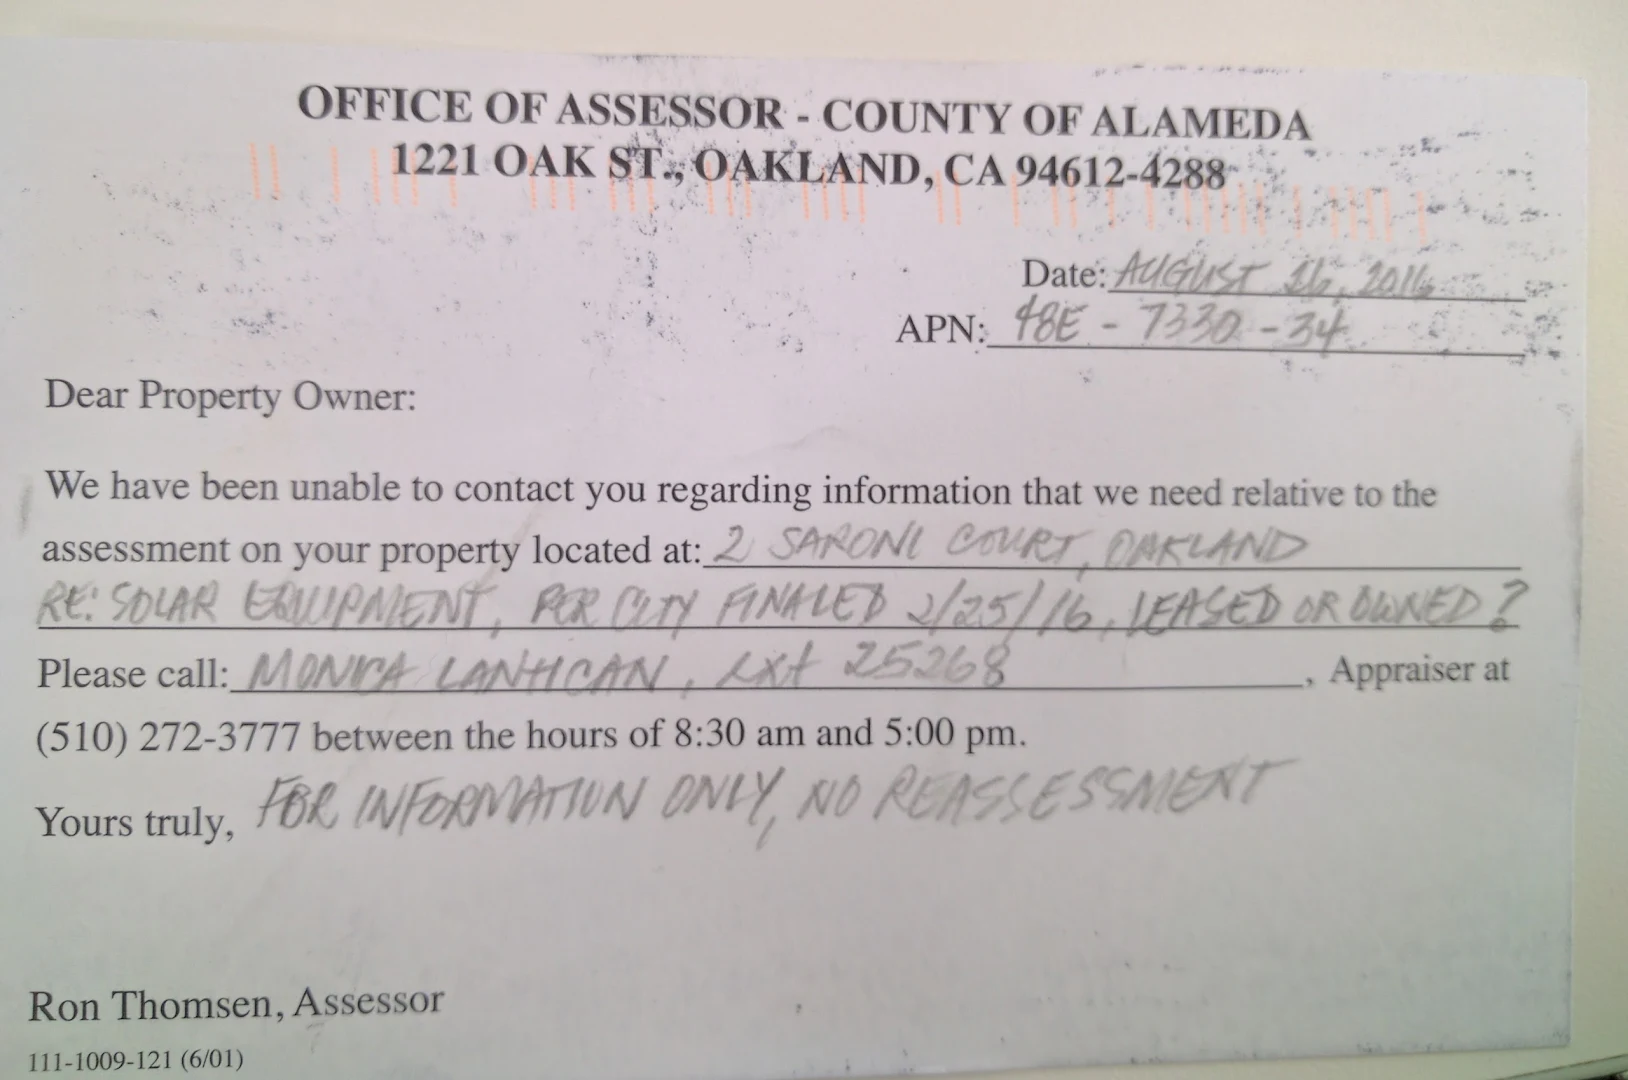 OFFICE OF ASSESSOR - COUNTY OF ALAMEDA
1221 OAK ST., OAKLAND, CA 94612-4288
Date: AUGUST 16, 2016
APN: 48E - 7330 - 34
Dear Property Owner:
We have been unable to contact you regarding information that we need relative to the
assessment on your property located at: 2 SARONI COURT, OAKLAND
RE: SOLAR EQUIPMENT, PER CITY FINALED 2/25/16, LEASED OR OWNED?
Please call: MONICA LANTICAN, ext 25268, Appraiser at
(510) 272-3777 between the hours of 8:30 am and 5:00 pm.
Yours truly, FOR INFORMATION ONLY, NO REASSESSMENT
Ron Thomsen, Assessor
111-1009-121 (6/01)